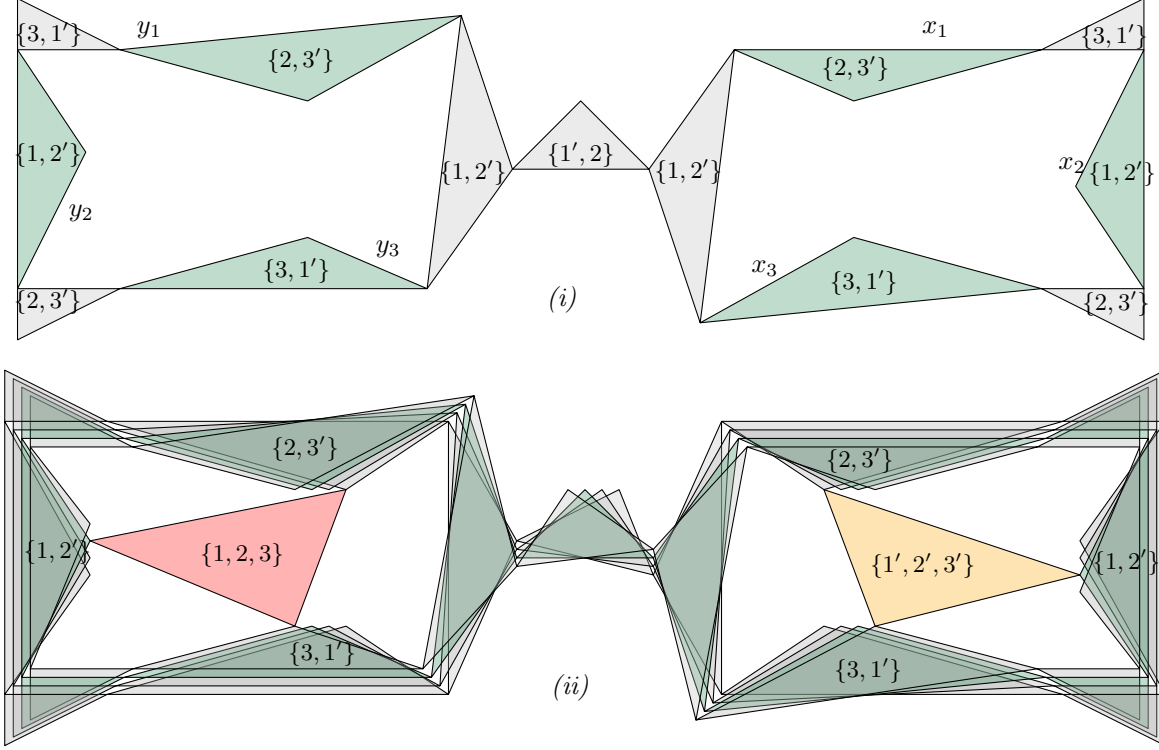 {3, 1′} y₁ {2, 3′} x₁ {3, 1′}
{2, 3′}
{1, 2′} {1, 2′} {1′, 2} {1, 2′} x₂ {1, 2′}
y₂
y₃ x₃
{3, 1′} {3, 1′}
{2, 3′} (i) {2, 3′}
{2, 3′} {2, 3′}
{1, 2′} {1, 2, 3} {1′, 2′, 3′} {1, 2′}
{3, 1′} {3, 1′}
(ii)